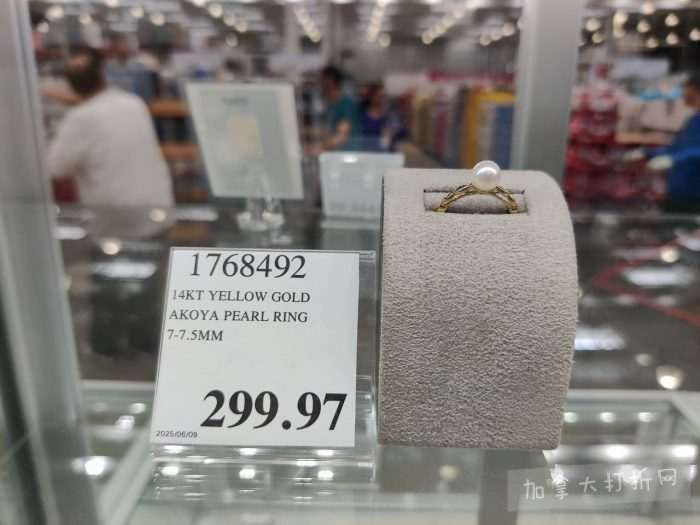 1768492
14KT YELLOW GOLD
AKOYA PEARL RING
7-7.5MM
299.97
2025/06/09
加拿大打折网